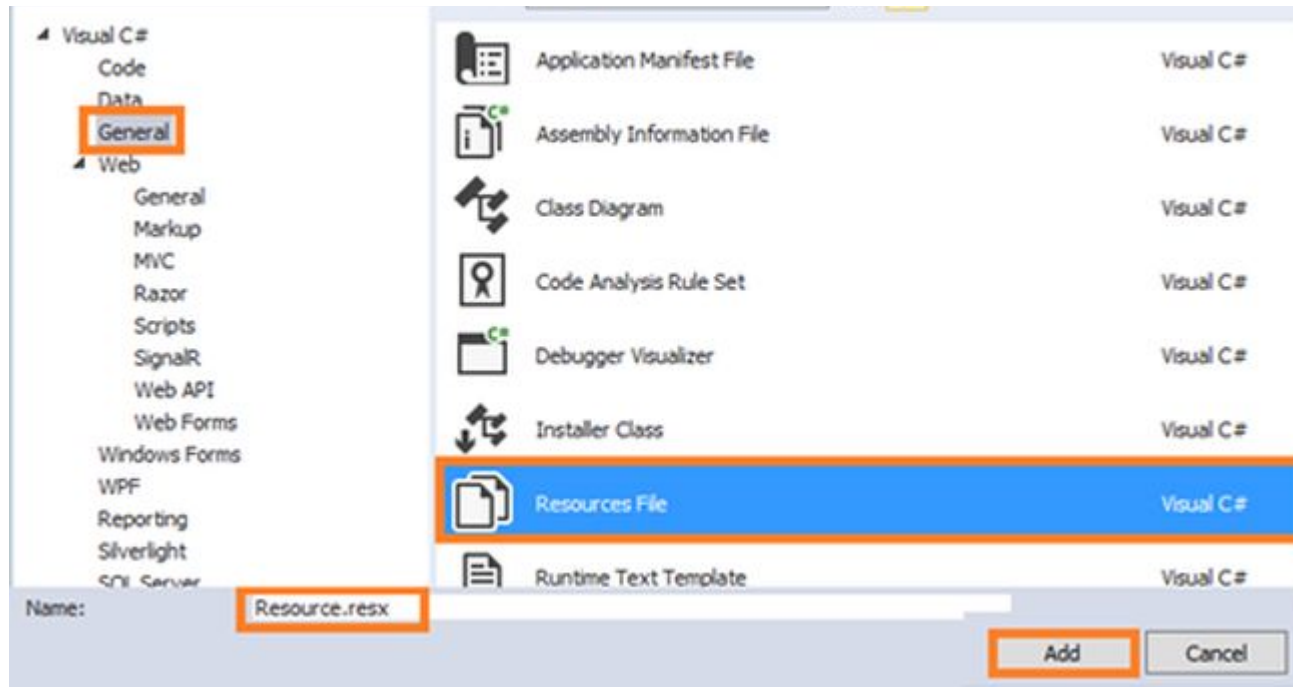 Visual C#
Code
Data
General
Web
General
Markup
MVC
Razor
Scripts
SignalR
Web API
Web Forms
Windows Forms
WPF
Reporting
Silverlight
SQL Server
Application Manifest File Visual C#
C#
Assembly Information File Visual C#
Class Diagram Visual C#
Code Analysis Rule Set Visual C#
C#
Debugger Visualizer Visual C#
Installer Class Visual C#
Resources File Visual C#
Runtime Text Template Visual C#
Name: Resource.resx
Add Cancel